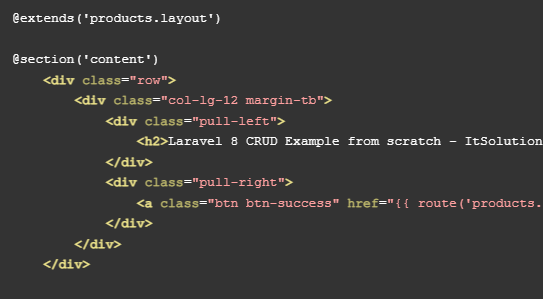 @extends('products.layout')
@section('content')
<div class="row">
<div class="col-lg-12 margin-tb">
<div class="pull-left">
<h2>Laravel 8 CRUD Example from scratch - ItSolution
</div>
<div class="pull-right">
<a class="btn btn-success" href="{{ route('products.
</div>
</div>
</div>